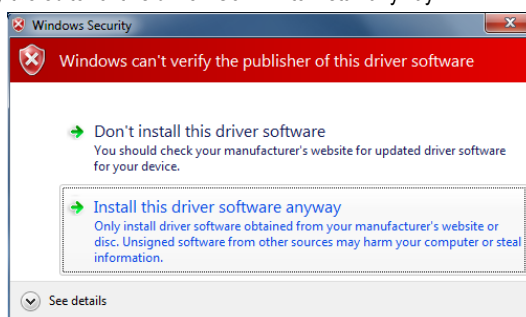 Windows Security
Windows can't verify the publisher of this driver software
Don't install this driver software
You should check your manufacturer's website for updated driver software
for your device.
Install this driver software anyway
Only install driver software obtained from your manufacturer's website or
disc. Unsigned software from other sources may harm your computer or steal
information.
See details